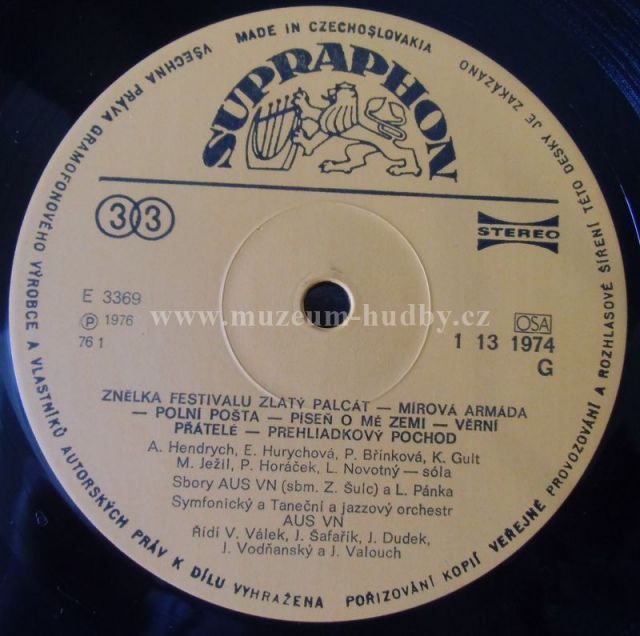 MADE IN CZECHOSLOVAKIA
SUPRAPHON
33
STEREO
E 3369
Ⓟ 1976
76 1
www.muzeum-hudby.cz
OSA
1 13 1974
G
ZNĚLKA FESTIVALU ZLATÝ PALCÁT — MÍROVÁ ARMÁDA
— POLNÍ POŠTA — PÍSEŇ O MÉ ZEMI — VĚRNÍ
PŘÁTELÉ — PREHLIADKOVÝ POCHOD
A. Hendrych, E. Hurychová, P. Břínková, K. Gult
M. Ježil, P. Horáček, L. Novotný — sóla
Sbory AUS VN (sbm. Z. Šulc) a L. Pánka
Symfonický a Taneční a jazzový orchestr
AUS VN
Řídí V. Válek, J. Šafařík, J. Dudek,
J. Vodňanský a J. Valouch
VŠECHNA PRÁVA GRAMOFONOVÉHO VÝROBCE A VLASTNÍKŮ AUTORSKÝCH PRÁV K DÍLU VYHRAŽENA
POŘIZOVÁNÍ KOPIÍ VEŘEJNÉ PROVOZOVÁNÍ A ROZHLASOVÉ ŠÍŘENÍ TÉTO DESKY JE ZAKÁZÁNO